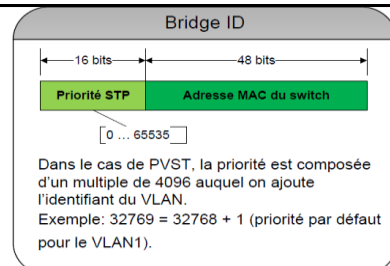 Bridge ID
16 bits
48 bits
Priorité STP
Adresse MAC du switch
0 ... 65535
Dans le cas de PVST, la priorité est composée
d'un multiple de 4096 auquel on ajoute
l'identifiant du VLAN.
Exemple: 32769 = 32768 + 1 (priorité par défaut
pour le VLAN1).